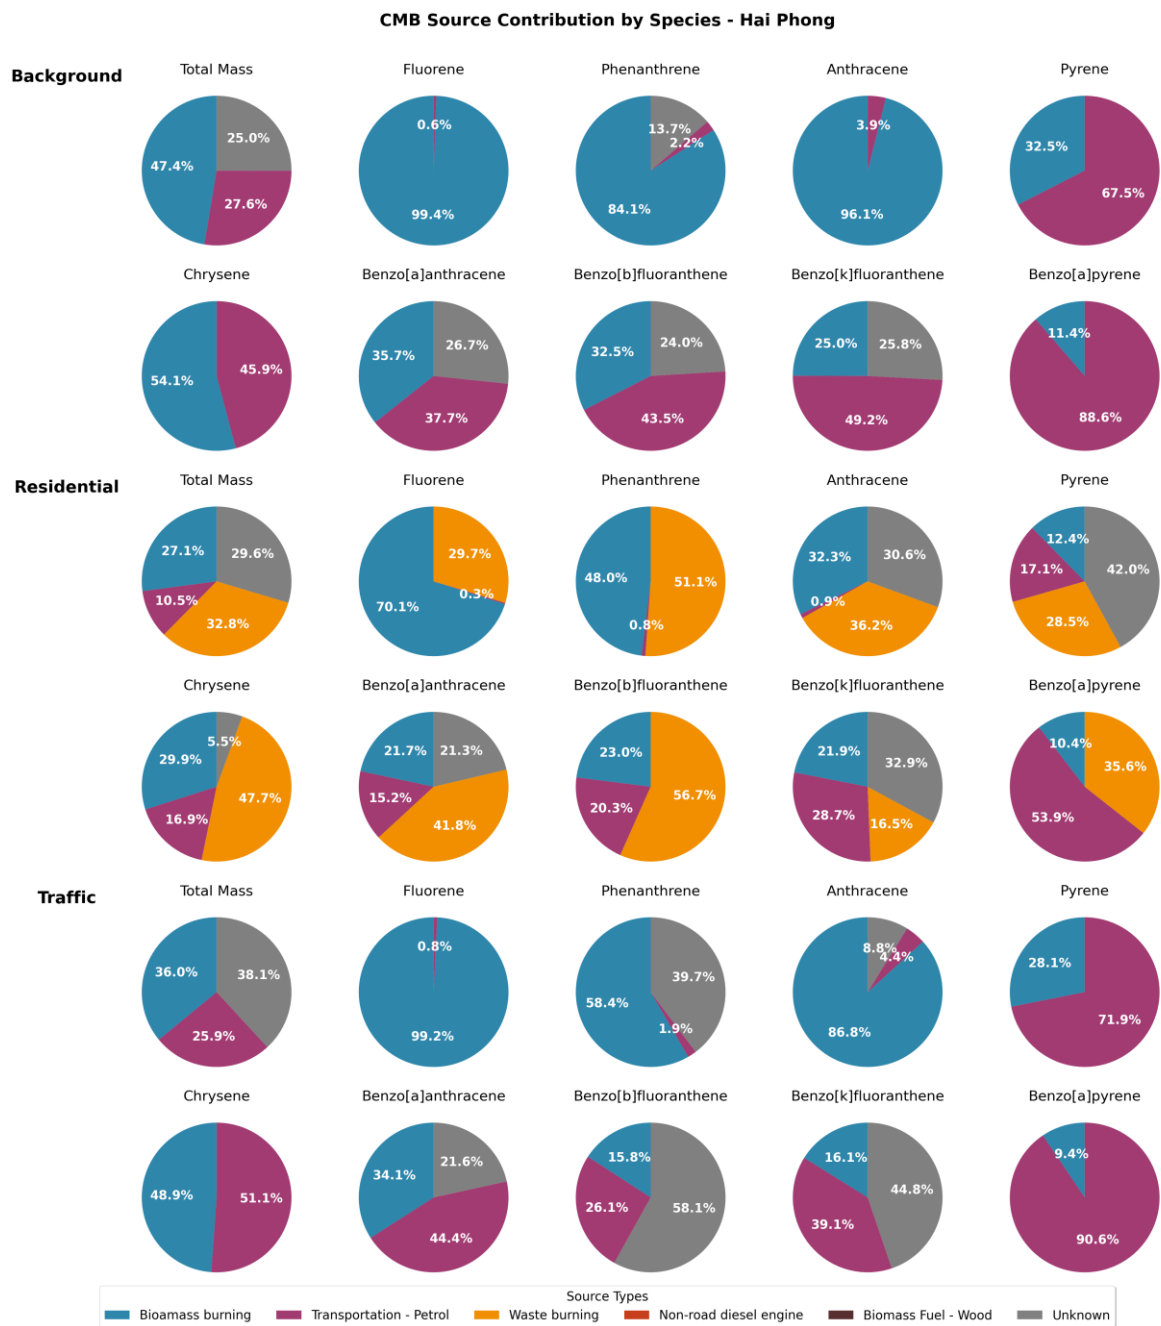 CMB Source Contribution by Species - Hai Phong
Background
Total Mass
Fluorene
Phenanthrene
Anthracene
Pyrene
25.0%
47.4%
27.6%
0.6%
99.4%
13.7%
2.2%
84.1%
3.9%
96.1%
32.5%
67.5%
Chrysene
Benzo[a]anthracene
Benzo[b]fluoranthene
Benzo[k]fluoranthene
Benzo[a]pyrene
54.1%
45.9%
35.7%
26.7%
37.7%
32.5%
24.0%
43.5%
25.0%
25.8%
49.2%
11.4%
88.6%
Residential
Total Mass
Fluorene
Phenanthrene
Anthracene
Pyrene
27.1%
29.6%
10.5%
32.8%
29.7%
0.3%
70.1%
48.0%
51.1%
0.8%
32.3%
30.6%
0.9%
36.2%
12.4%
17.1%
42.0%
28.5%
Chrysene
Benzo[a]anthracene
Benzo[b]fluoranthene
Benzo[k]fluoranthene
Benzo[a]pyrene
5.5%
29.9%
47.7%
16.9%
21.7%
21.3%
15.2%
41.8%
23.0%
20.3%
56.7%
21.9%
32.9%
28.7%
16.5%
10.4%
35.6%
53.9%
Traffic
Total Mass
Fluorene
Phenanthrene
Anthracene
Pyrene
36.0%
38.1%
25.9%
0.8%
99.2%
39.7%
58.4%
1.9%
8.8%
4.4%
86.8%
28.1%
71.9%
Chrysene
Benzo[a]anthracene
Benzo[b]fluoranthene
Benzo[k]fluoranthene
Benzo[a]pyrene
48.9%
51.1%
34.1%
21.6%
44.4%
15.8%
26.1%
58.1%
16.1%
44.8%
39.1%
9.4%
90.6%
Source Types
Bioamass burning
Transportation - Petrol
Waste burning
Non-road diesel engine
Biomass Fuel - Wood
Unknown